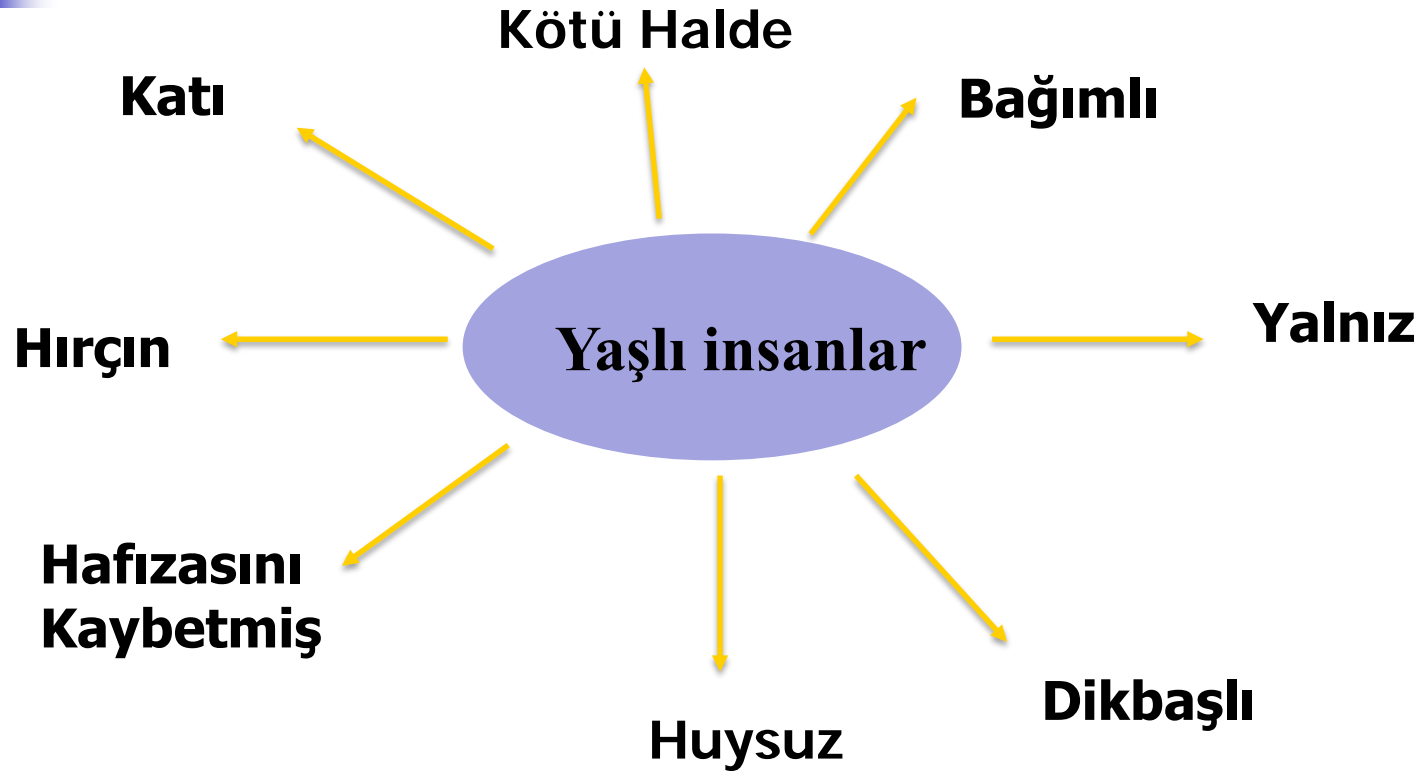 Kötü Halde
Katı
Bağımlı
Hırçın
Yaşlı insanlar
Yalnız
Hafızasını
Kaybetmiş
Dikbaşlı
Huysuz